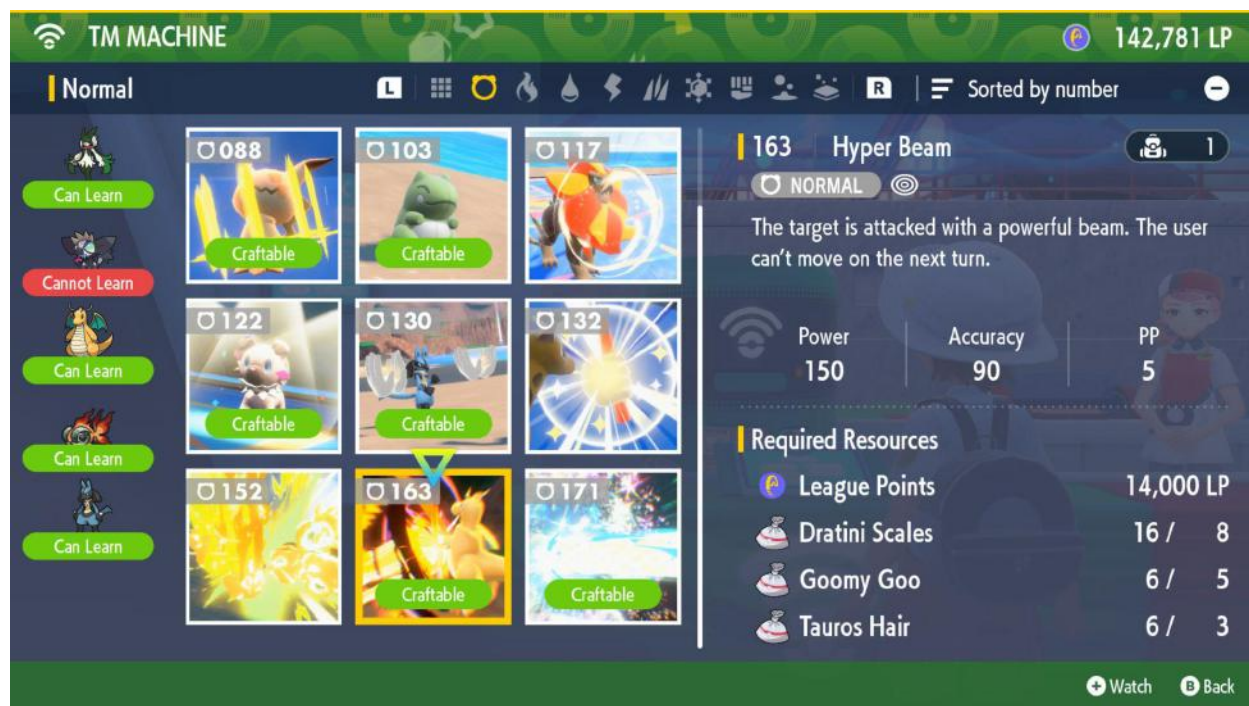 TM MACHINE
142,781 LP
Normal
L
R
Sorted by number
Can Learn
Cannot Learn
Can Learn
Can Learn
Can Learn
088
Craftable
103
Craftable
117
122
Craftable
130
Craftable
132
152
163
Craftable
171
Craftable
163 Hyper Beam
1
NORMAL
The target is attacked with a powerful beam. The user
can't move on the next turn.
Power Accuracy PP
150 90 5
Required Resources
League Points 14,000 LP
Dratini Scales 16 / 8
Goomy Goo 6 / 5
Tauros Hair 6 / 3
Watch B Back